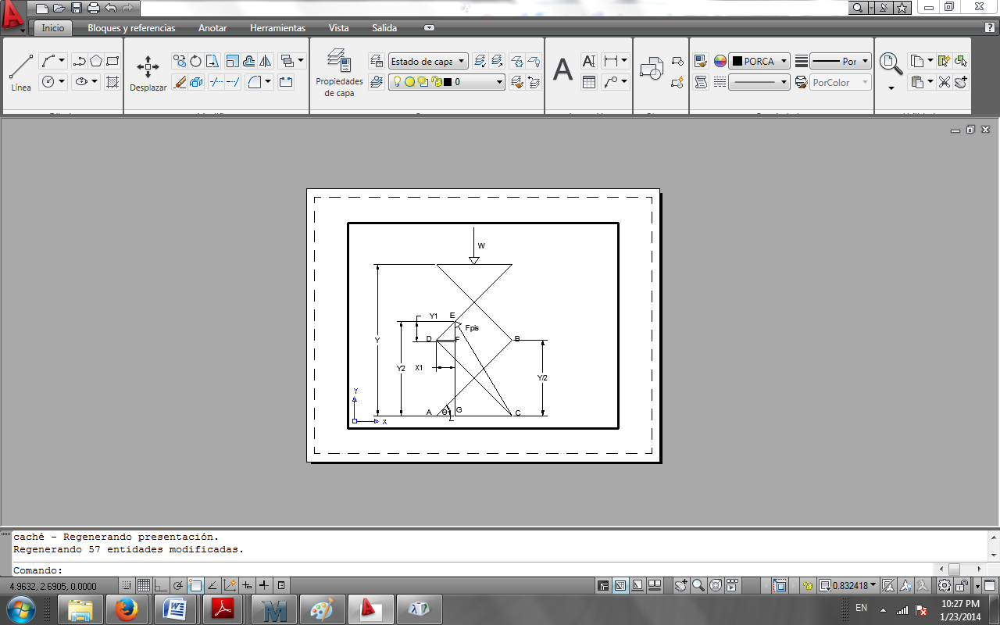 Inicio Bloques y referencias Anotar Herramientas Vista Salida
Línea
Desplazar
Propiedades
de capa
Estado de capa
0
A
PORCA
Por
PorColor
W
Y1 E
Fpis
Y D F B
Y2 X1
Y/2
Y
A Θ G C
X
caché - Regenerando presentación.
Regenerando 57 entidades modificadas.
Comando:
4.9632, 2.6905, 0.0000
0.832418
EN
10:27 PM
1/23/2014